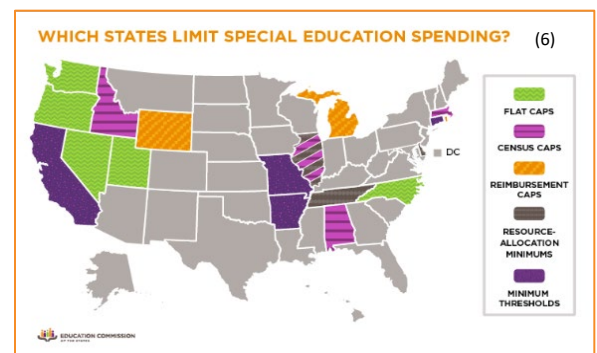 WHICH STATES LIMIT SPECIAL EDUCATION SPENDING? (6)
DC
FLAT CAPS
CENSUS CAPS
REIMBURSEMENT
CAPS
RESOURCE-
ALLOCATION
MINIMUMS
MINIMUM
THRESHOLDS
EDUCATION COMMISSION
OF THE STATES